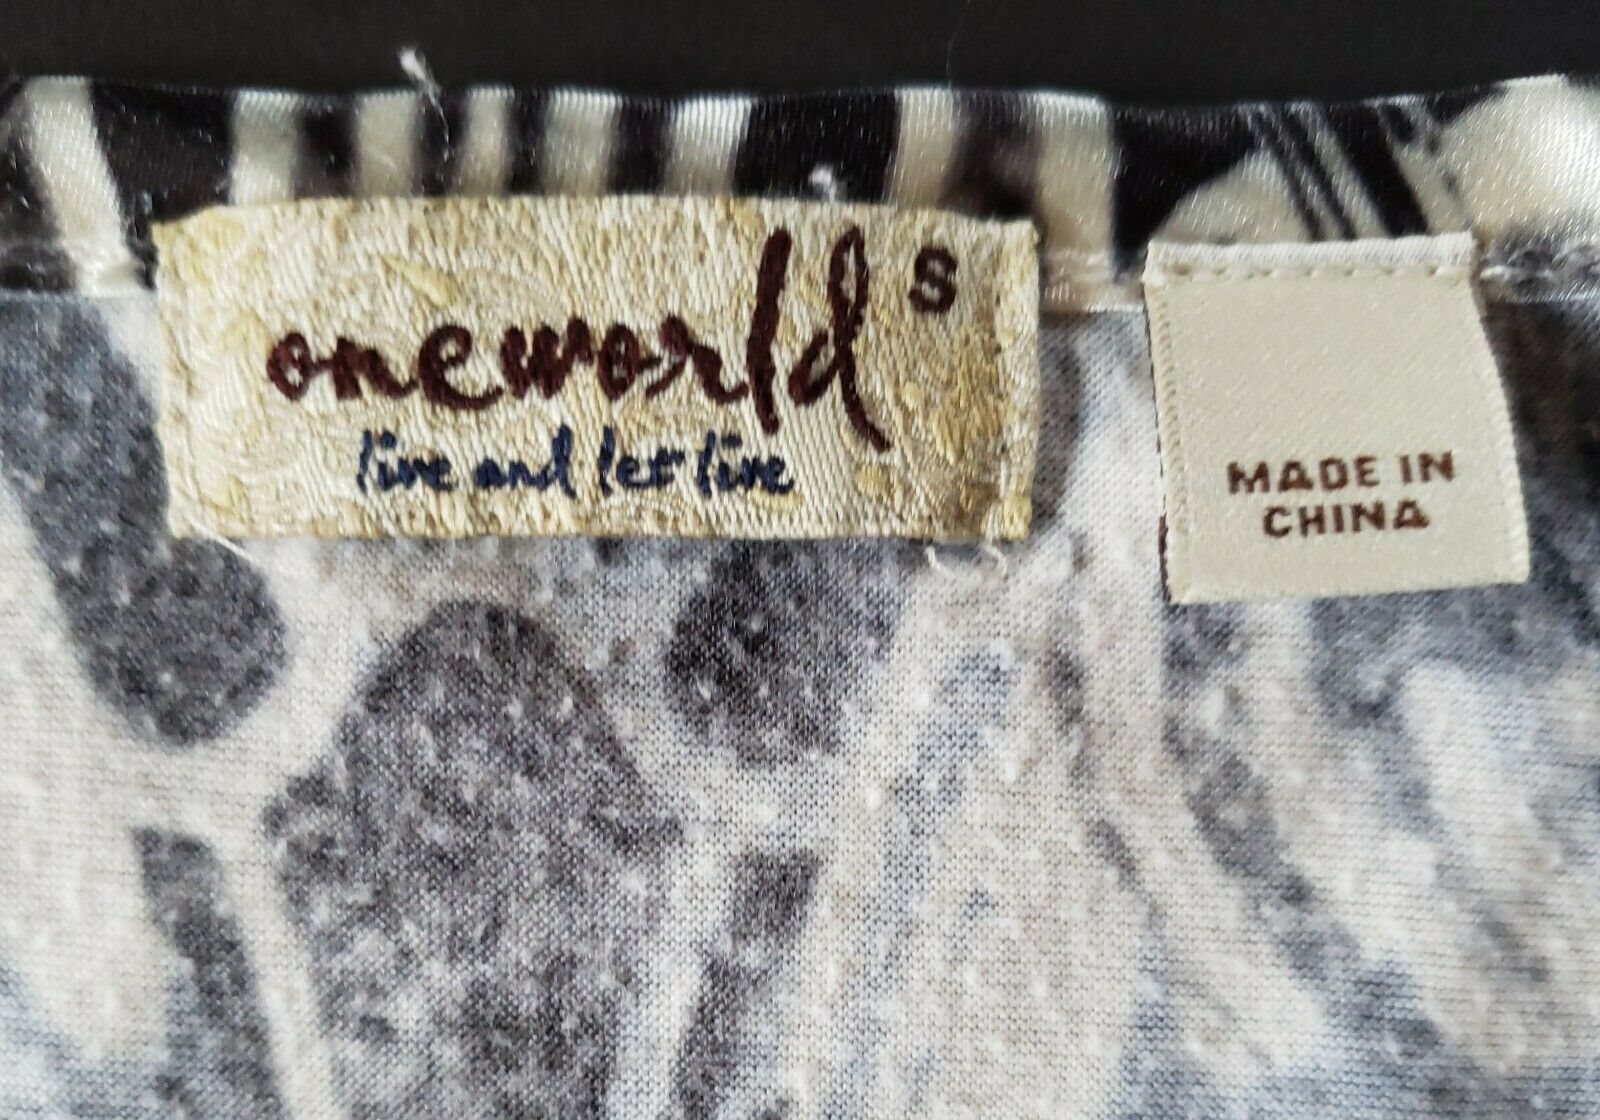 oneworld S
live and let live
MADE IN
CHINA